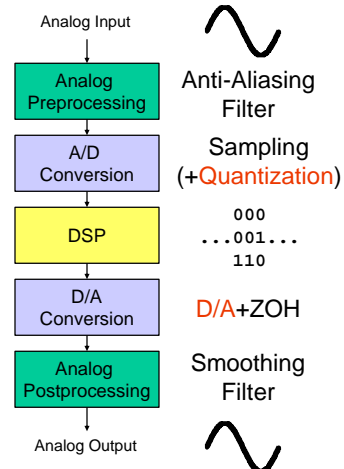 Analog Input
Analog
Preprocessing
Anti-Aliasing
Filter
A/D
Conversion
Sampling
(+Quantization)
DSP
000
...001...
110
D/A
Conversion
D/A+ZOH
Analog
Postprocessing
Smoothing
Filter
Analog Output